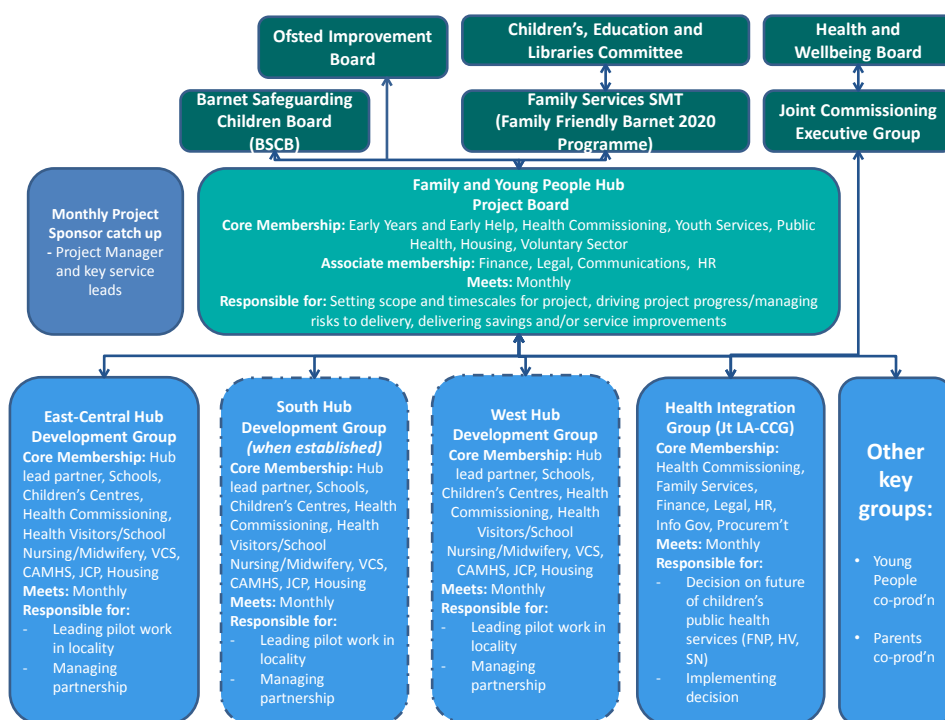 Ofsted Improvement
Board
Children's, Education and
Libraries Committee
Health and
Wellbeing Board
Barnet Safeguarding
Children Board
(BSCB)
Family Services SMT
(Family Friendly Barnet 2020
Programme)
Joint Commissioning
Executive Group
Monthly Project
Sponsor catch up
- Project Manager
and key service
leads
Family and Young People Hub
Project Board
Core Membership: Early Years and Early Help, Health Commissioning, Youth Services, Public
Health, Housing, Voluntary Sector
Associate membership: Finance, Legal, Communications, HR
Meets: Monthly
Responsible for: Setting scope and timescales for project, driving project progress/managing
risks to delivery, delivering savings and/or service improvements
East-Central Hub
Development Group
Core Membership: Hub
lead partner, Schools,
Children's Centres,
Health Commissioning,
Health Visitors/School
Nursing/Midwifery, VCS,
CAMHS, JCP, Housing
Meets: Monthly
Responsible for:
- Leading pilot work in
locality
- Managing
partnership
South Hub
Development Group
(when established)
Core Membership: Hub
lead partner, Schools,
Children's Centres, Health
Commissioning, Health
Visitors/School
Nursing/Midwifery, VCS,
CAMHS, JCP, Housing
Meets: Monthly
Responsible for:
- Leading pilot work in
locality
- Managing
partnership
West Hub
Development Group
Core Membership: Hub
lead partner, Schools,
Children's Centres, Health
Commissioning, Health
Visitors/School
Nursing/Midwifery, VCS,
CAMHS, JCP, Housing
Meets: Monthly
Responsible for:
- Leading pilot work in
locality
- Managing
partnership
Health Integration
Group (Jt LA-CCG)
Core Membership:
Health Commissioning,
Family Services,
Finance, Legal, HR,
Info Gov, Procurem't
Meets: Monthly
Responsible for:
- Decision on future
of children's
public health
services (FNP, HV,
SN)
- Implementing
decision
Other
key
groups:
• Young
People
co-prod'n
• Parents
co-prod'n